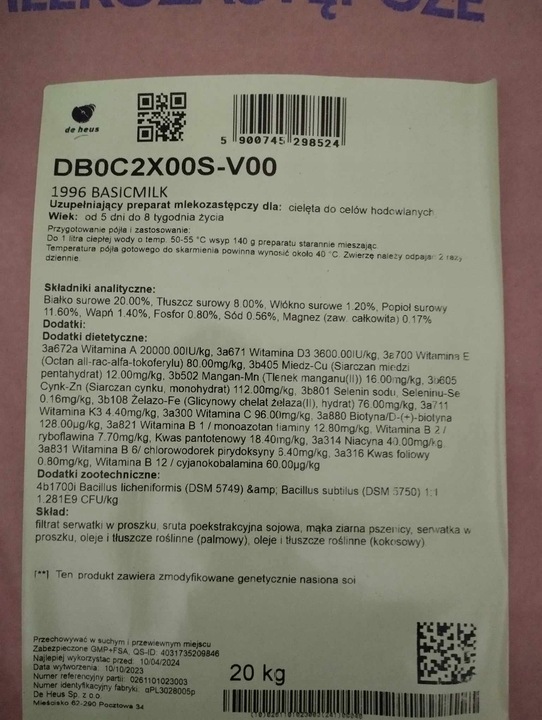 MLEKOZASTĘPCZE
de heus
5 900745 298524
DB0C2X00S-V00
1996 BASICMILK
Uzupełniający preparat mlekozastępczy dla: cielęta do celów hodowlanych
Wiek: od 5 dni do 8 tygodnia życia
Przygotowanie pójła i zastosowanie:
Do 1 litra ciepłej wody o temp. 50-55 °C wsyp 140 g preparatu starannie mieszając.
Temperatura pójła gotowego do skarmienia powinna wynosić około 40 °C. Zwierzę należy odpajać 2 razy
dziennie.
Składniki analityczne:
Białko surowe 20.00%, Tłuszcz surowy 8.00%, Włókno surowe 1.20%, Popiół surowy
11.60%, Wapń 1.40%, Fosfor 0.80%, Sód 0.56%, Magnez (zaw. całkowita) 0.17%
Dodatki:
Dodatki dietetyczne:
3a672a Witamina A 20000.00IU/kg, 3a671 Witamina D3 3600.00IU/kg, 3a700 Witamina E
(Octan all-rac-alfa-tokoferolu) 80.00mg/kg, 3b405 Miedz-Cu (Siarczan miedzi
pentahydat) 12.00mg/kg, 3b502 Mangan-Mn (Tlenek manganu(II)) 16.00mg/kg, 3b605
Cynk-Zn (Siarczan cynku, monohydrat) 112.00mg/kg, 3b801 Selenin sodu, Seleninu-Se
0.16mg/kg, 3b108 Żelazo-Fe (Glicynowy chelat żelaza(II), hydrat) 76.00mg/kg, 3a711
Witamina K3 4.40mg/kg, 3a300 Witamina C 96.00mg/kg, 3a880 Biotyna/D-(+)-biotyna
128.00µg/kg, 3a821 Witamina B 1 / monoazotan tiaminy 12.80mg/kg, Witamina B 2 /
ryboflawina 7.70mg/kg, Kwas pantotenowy 18.40mg/kg, 3a314 Niacyna 40.00mg/kg,
3a831 Witamina B 6/ chlorowodorek pirydoksyny 6.40mg/kg, 3a316 Kwas foliowy
0.80mg/kg, Witamina B 12 / cyjanokobalamina 60.00µg/kg
Dodatki zootechniczne:
4b1700i Bacillus licheniformis (DSM 5749) &amp; Bacillus subtilus (DSM 5750) 1:1
1.281E9 CFU/kg
Skład:
filtrat serwatki w proszku, śruta poekstrakcyjna sojowa, mąka ziarna pszenicy, serwatka w
proszku, oleje i tłuszcze roślinne (palmowy), oleje i tłuszcze roślinne (kokosowy)
[**] Ten produkt zawiera zmodyfikowane genetycznie nasiona soi
Przechowywać w suchym i przewiewnym miejscu
Zabezpieczone GMP+FSA, QS-ID: 4031735209846
Najlepiej wykorzystać przed: 10/04/2024
Data wytworzenia: 10/10/2023
Numer referencyjny partii: 0261101023003
Numer identyfikacyjny fabryki: αPL3028005p
De Heus Sp. z o.o.
Mieścisko 62-290 Pocztowa 34
20 kg